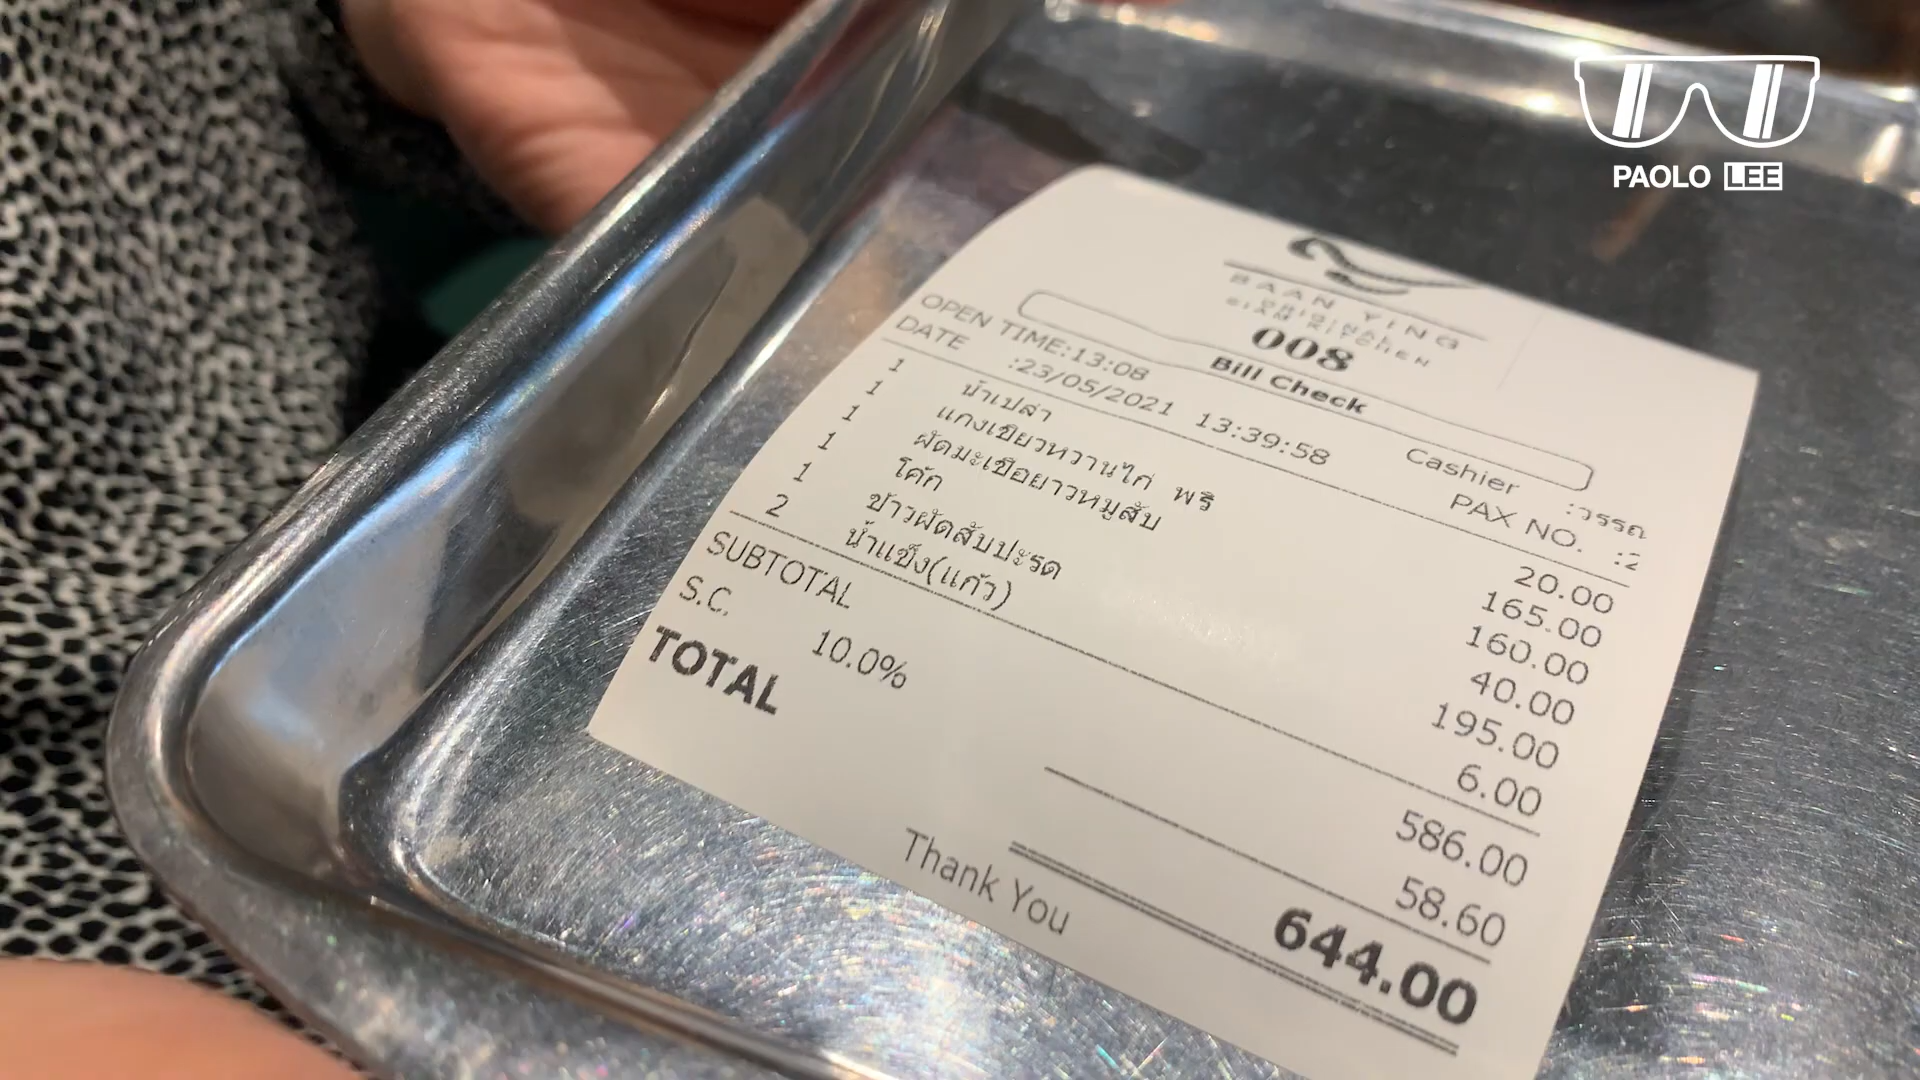 PAOLO LEE
BAAN YING
ORIGINAL
SIAM KITCHEN
008
Bill Check
OPEN TIME:13:08 Cashier :วรรณ
DATE :23/05/2021 13:39:58 PAX NO. :2
1 น้ำเปล่า 20.00
1 แกงเขียวหวานไก่ พริ 165.00
1 ผัดมะเขือยาวหมูสับ 160.00
1 โค้ก 40.00
1 ข้าวผัดสับปะรด 195.00
2 น้ำแข็ง(แก้ว) 6.00
SUBTOTAL 586.00
S.C. 10.0% 58.60
TOTAL 644.00
Thank You